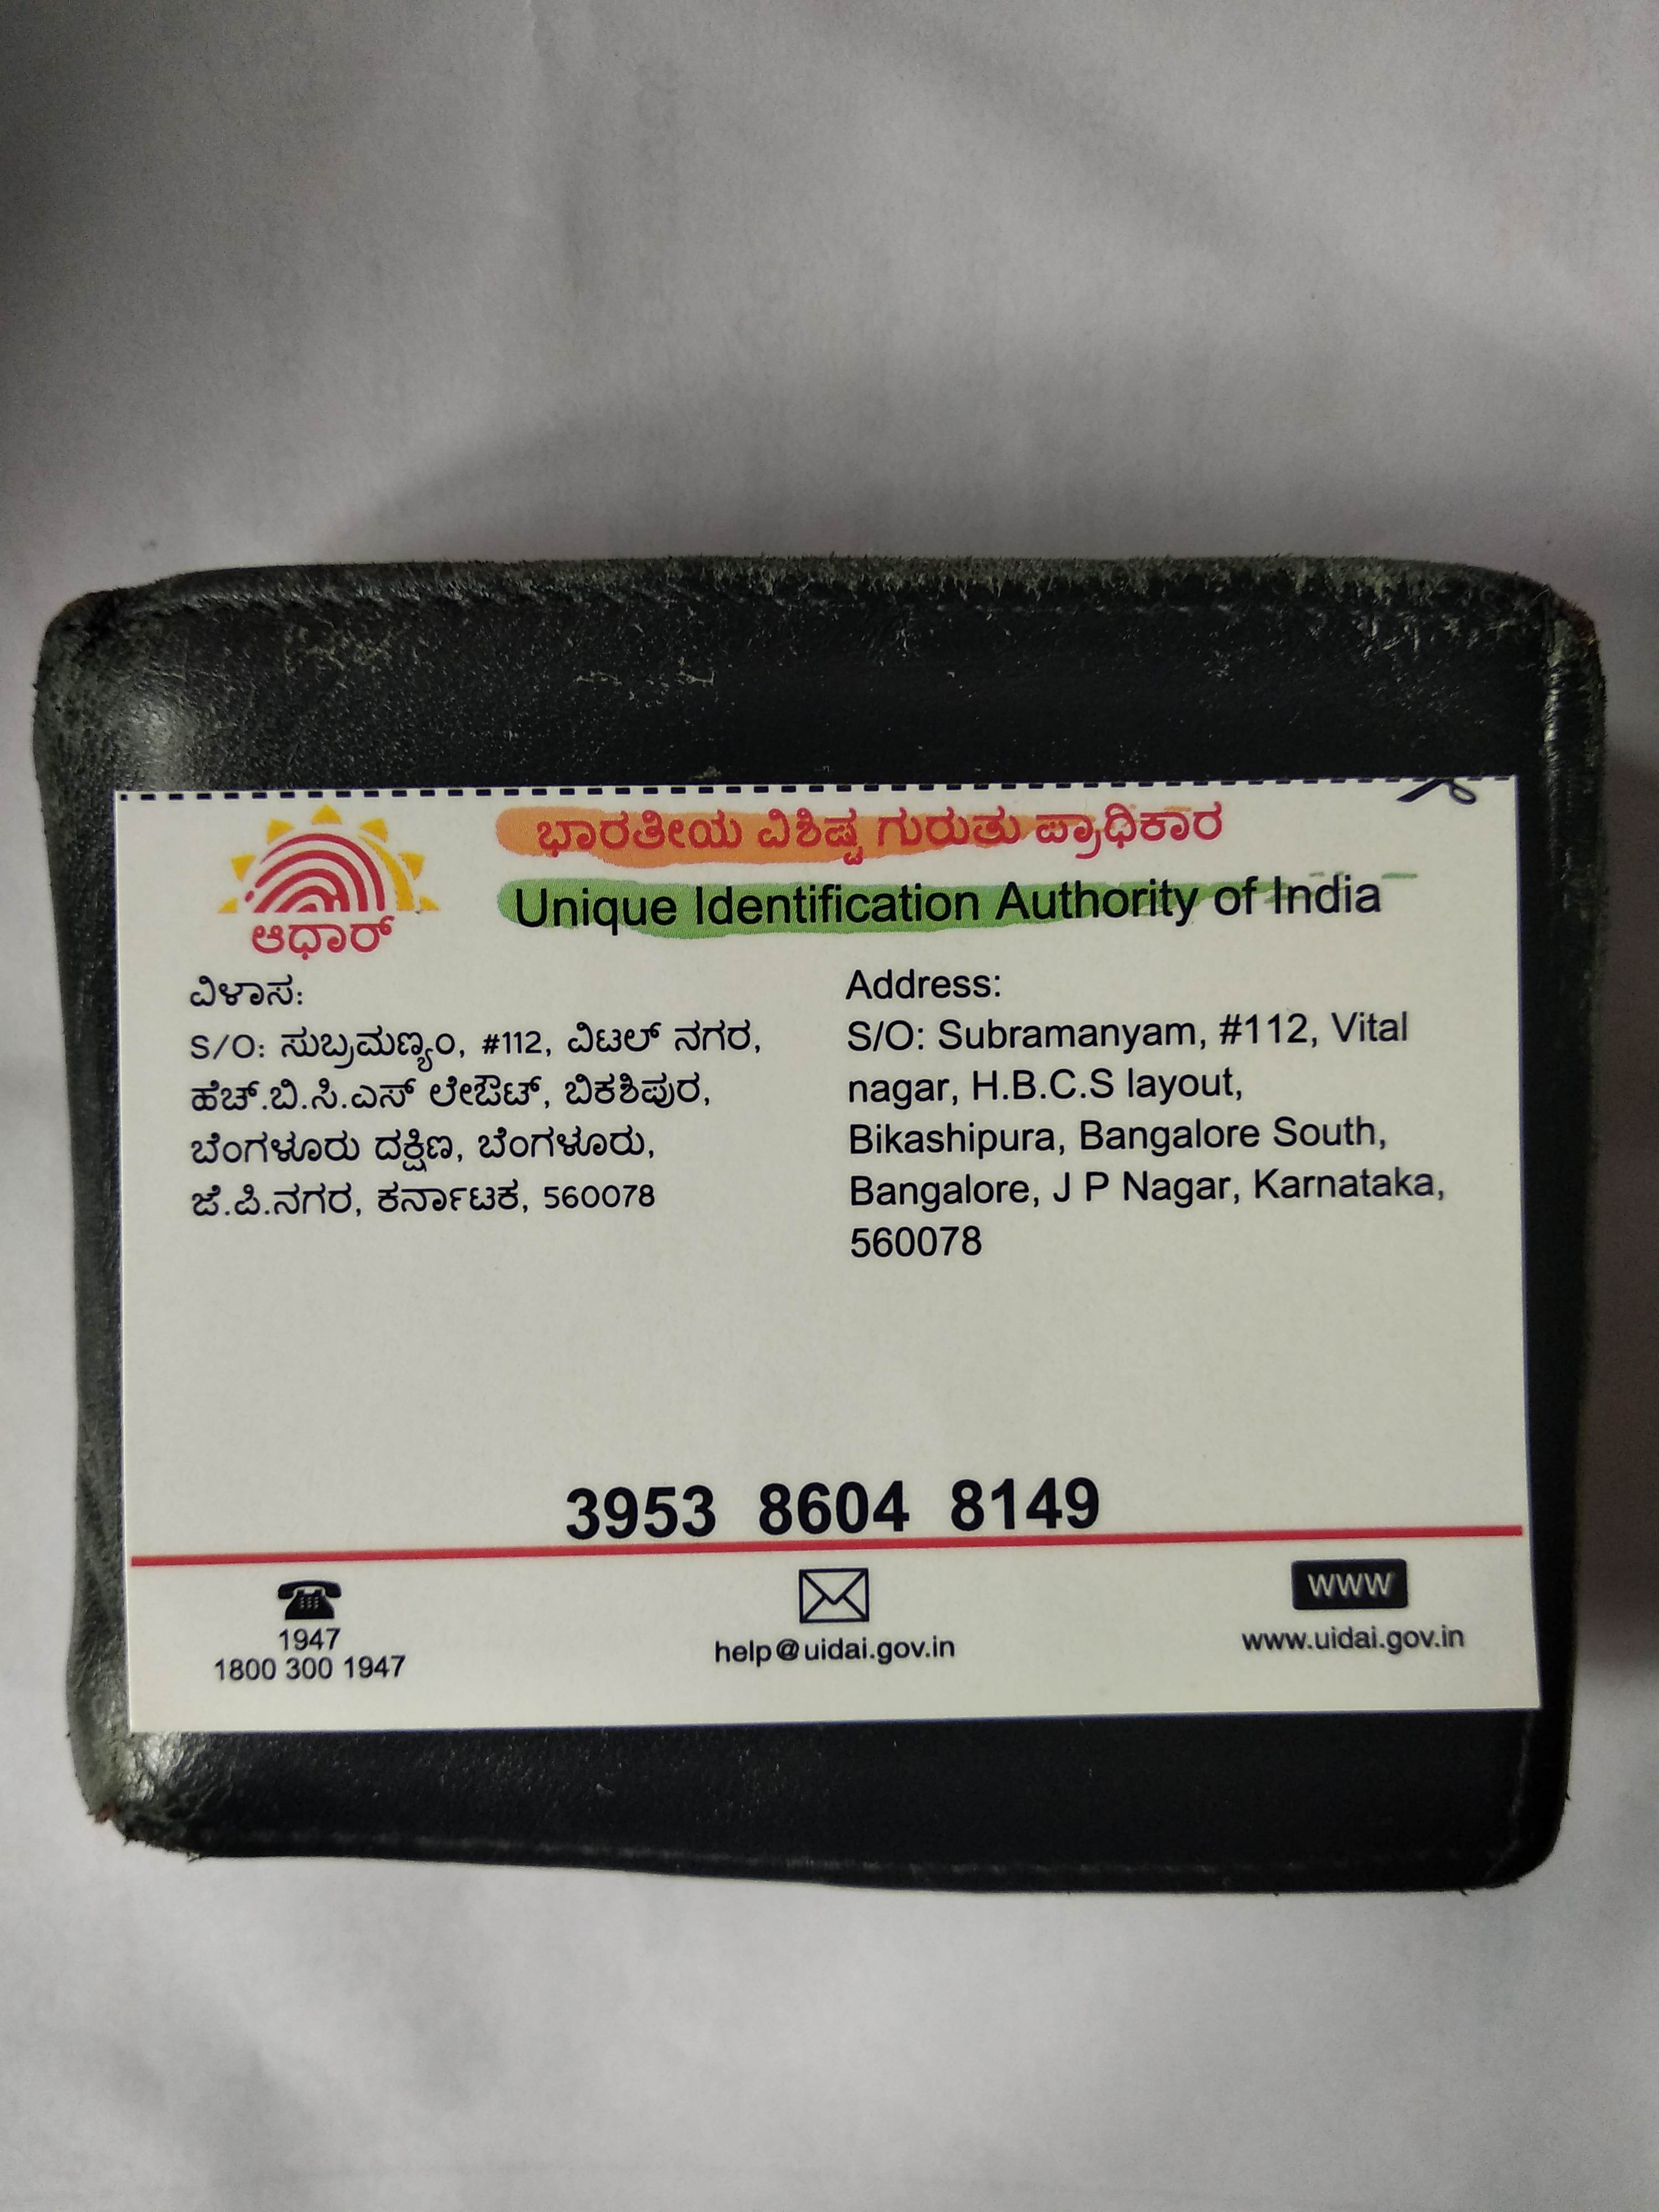 ಭಾರತೀಯ ವಿಶಿಷ್ಟ ಗುರುತು ಪ್ರಾಧಿಕಾರ
Unique Identification Authority of India
ಆಧಾರ್
ವಿಳಾಸ:
S/O: ಸುಬ್ರಮಣ್ಯಂ, #112, ವಿಟಲ್ ನಗರ,
ಹೆಚ್.ಬಿ.ಸಿ.ಎಸ್ ಲೇಔಟ್, ಬಿಕಶಿಪುರ,
ಬೆಂಗಳೂರು ದಕ್ಷಿಣ, ಬೆಂಗಳೂರು,
ಜೆ.ಪಿ.ನಗರ, ಕರ್ನಾಟಕ, 560078
Address:
S/O: Subramanyam, #112, Vital
nagar, H.B.C.S layout,
Bikashipura, Bangalore South,
Bangalore, J P Nagar, Karnataka,
560078
3953 8604 8149
1947
1800 300 1947
help@uidai.gov.in
WWW
www.uidai.gov.in